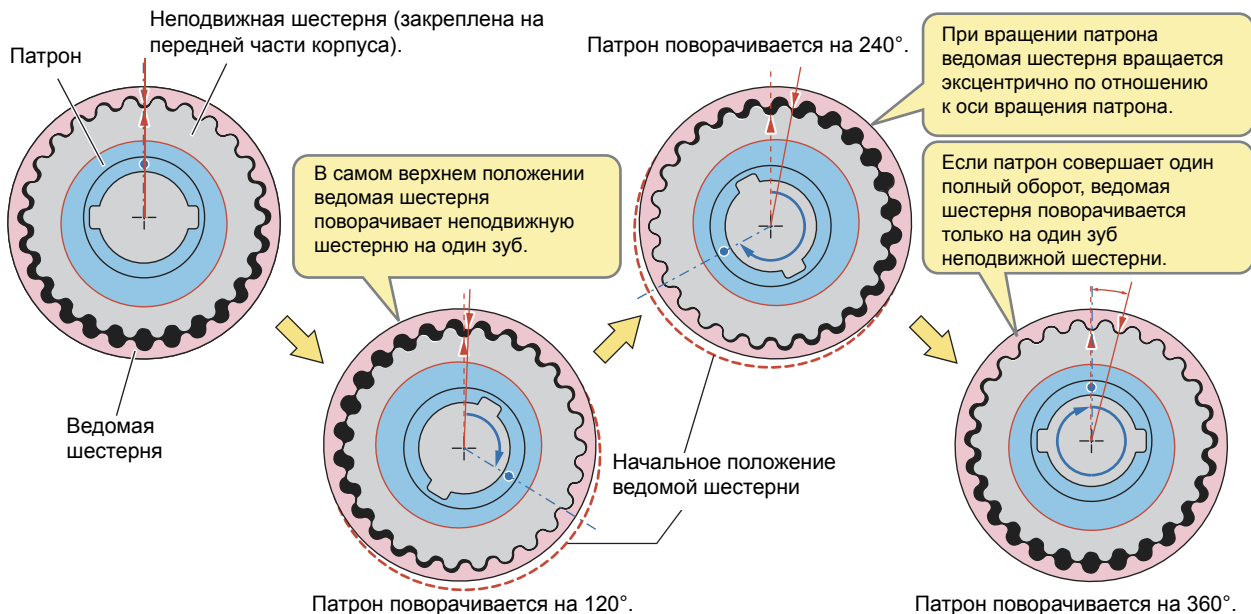 Неподвижная шестерня (закреплена на
передней части корпуса).
Патрон
Ведомая
шестерня
В самом верхнем положении
ведомая шестерня
поворачивает неподвижную
шестерню на один зуб.
Патрон поворачивается на 120°.
Патрон поворачивается на 240°.
Начальное положение
ведомой шестерни
При вращении патрона
ведомая шестерня вращается
эксцентрично по отношению
к оси вращения патрона.
Если патрон совершает один
полный оборот, ведомая
шестерня поворачивается
только на один зуб
неподвижной шестерни.
Патрон поворачивается на 360°.